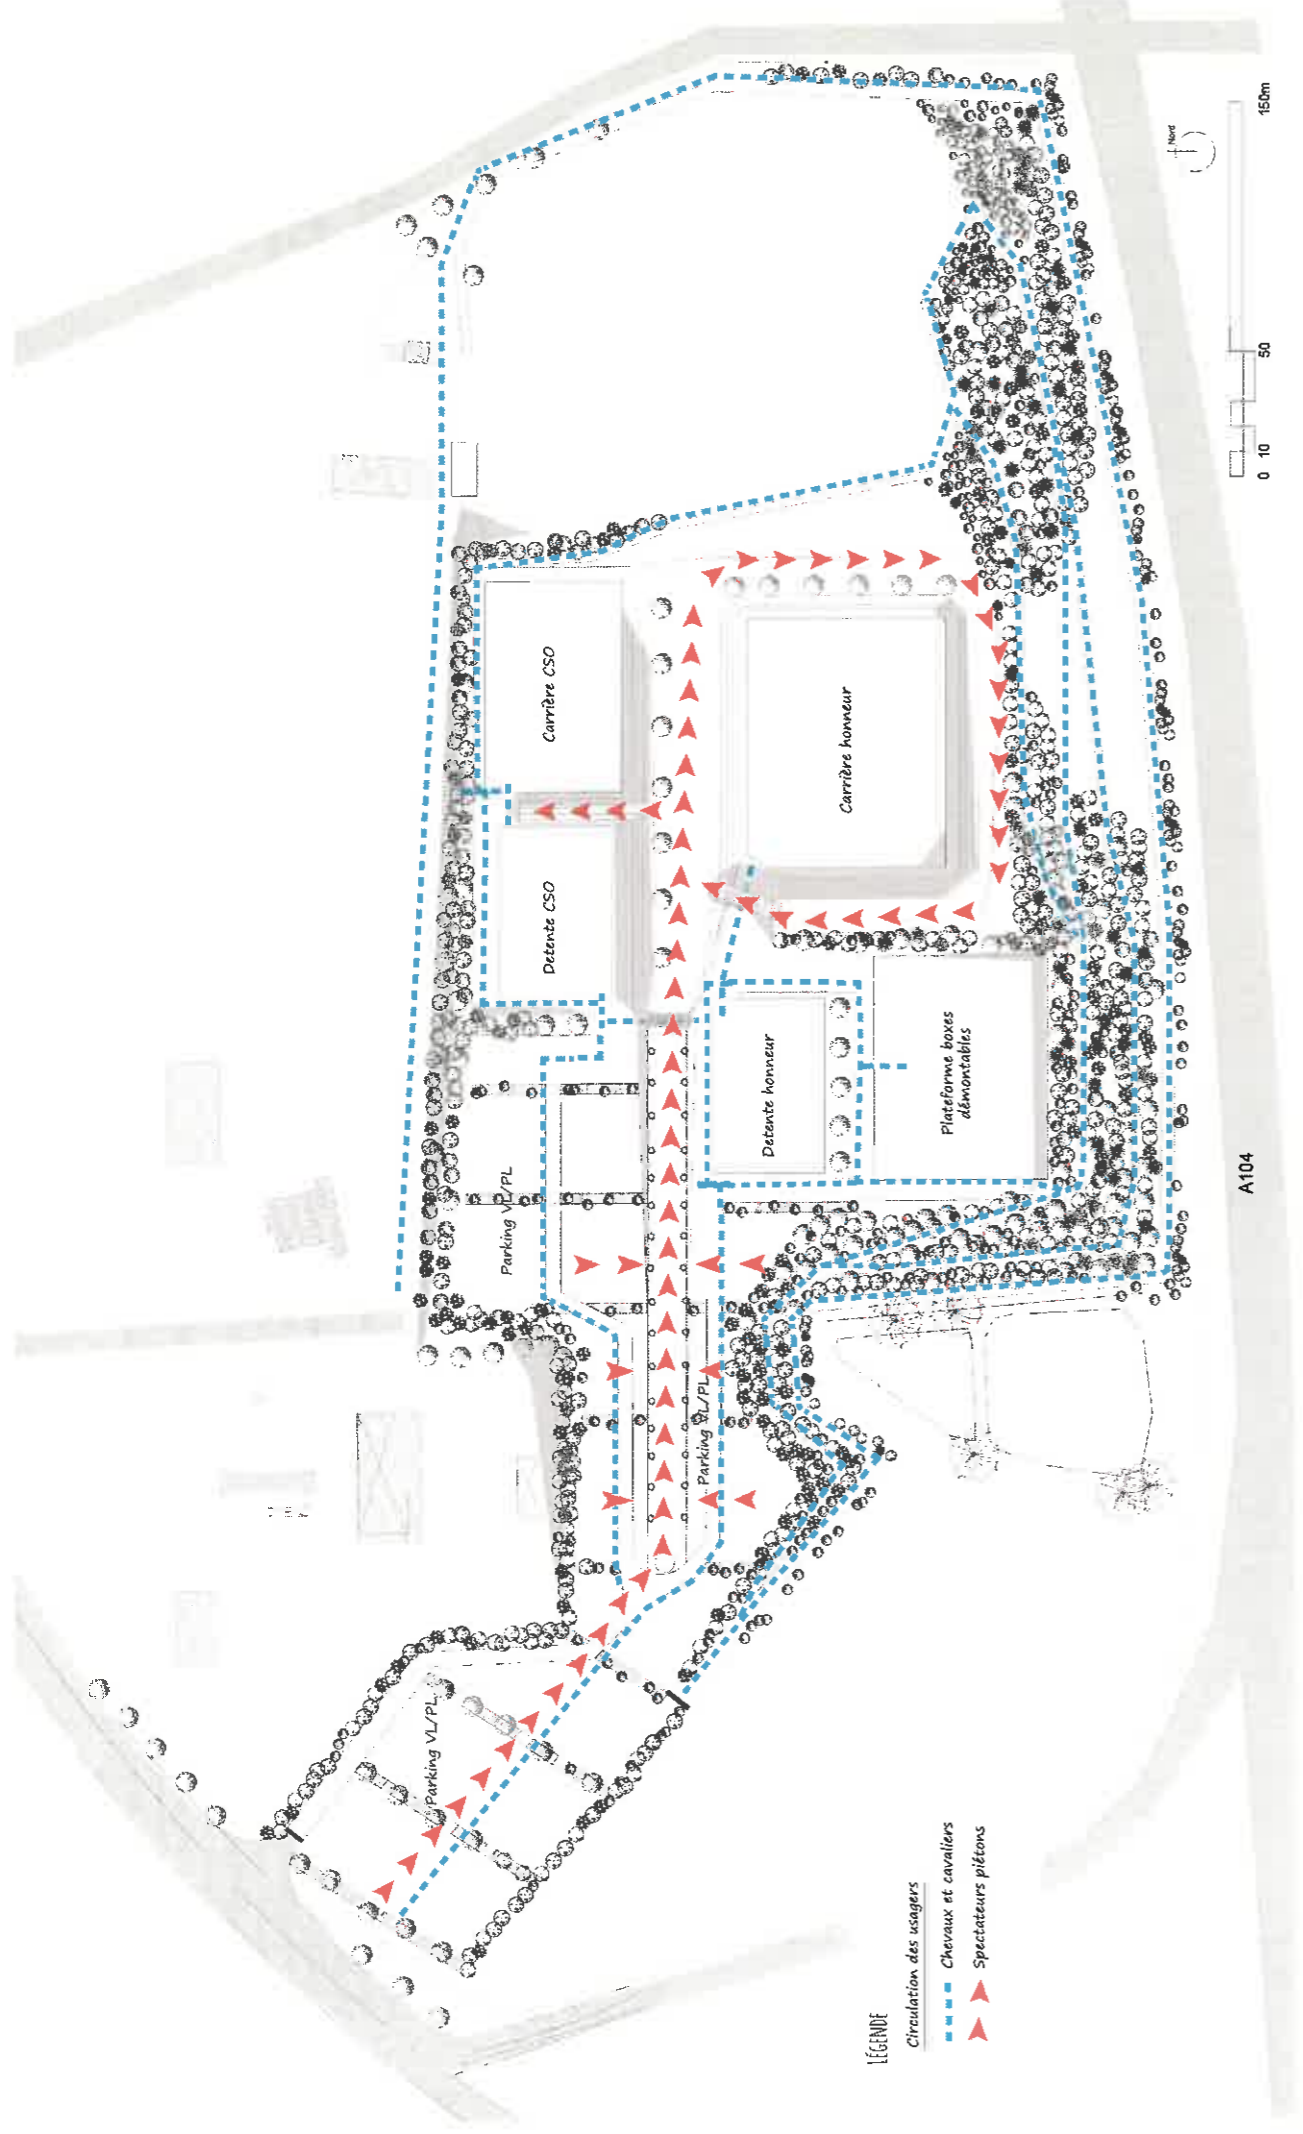 Parking VL/PL
Parking VL/PL
Parking VL/PL
Detente CSO
Carrière CSO
Detente honneur
Plateforme boxes
démontables
Carrière honneur
LÉGENDE
Circulation des usagers
Chevaux et cavaliers
Spectateurs piétons
A104
0 10 50 150m
Nord